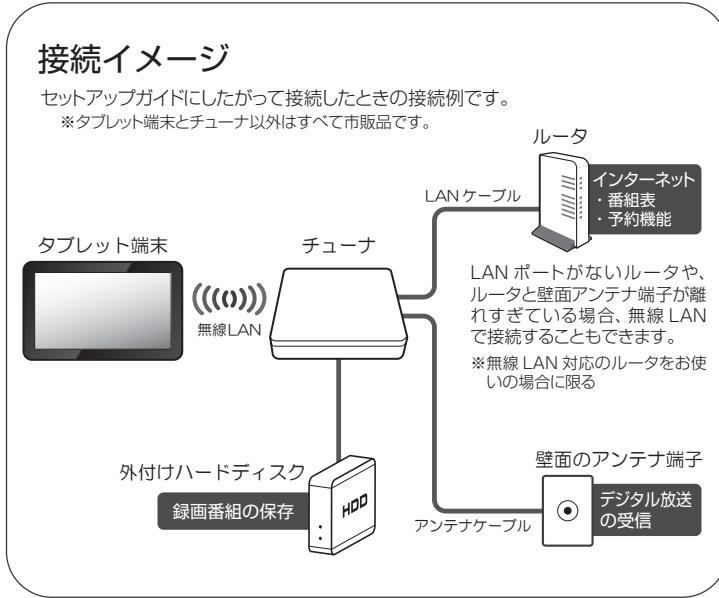 接続イメージ
セットアップガイドにしたがって接続したときの接続例です。
※タブレット端末とチューナ以外はすべて市販品です。
ルータ
インターネット
・番組表
・予約機能
LANケーブル
タブレット端末
チューナ
無線LAN
LAN ポートがないルータや、
ルータと壁面アンテナ端子が離
れすぎている場合、無線 LAN
で接続することもできます。
※無線 LAN 対応のルータをお使
いの場合に限る
外付けハードディスク
録画番組の保存
HDD
壁面のアンテナ端子
デジタル放送
の受信
アンテナケーブル